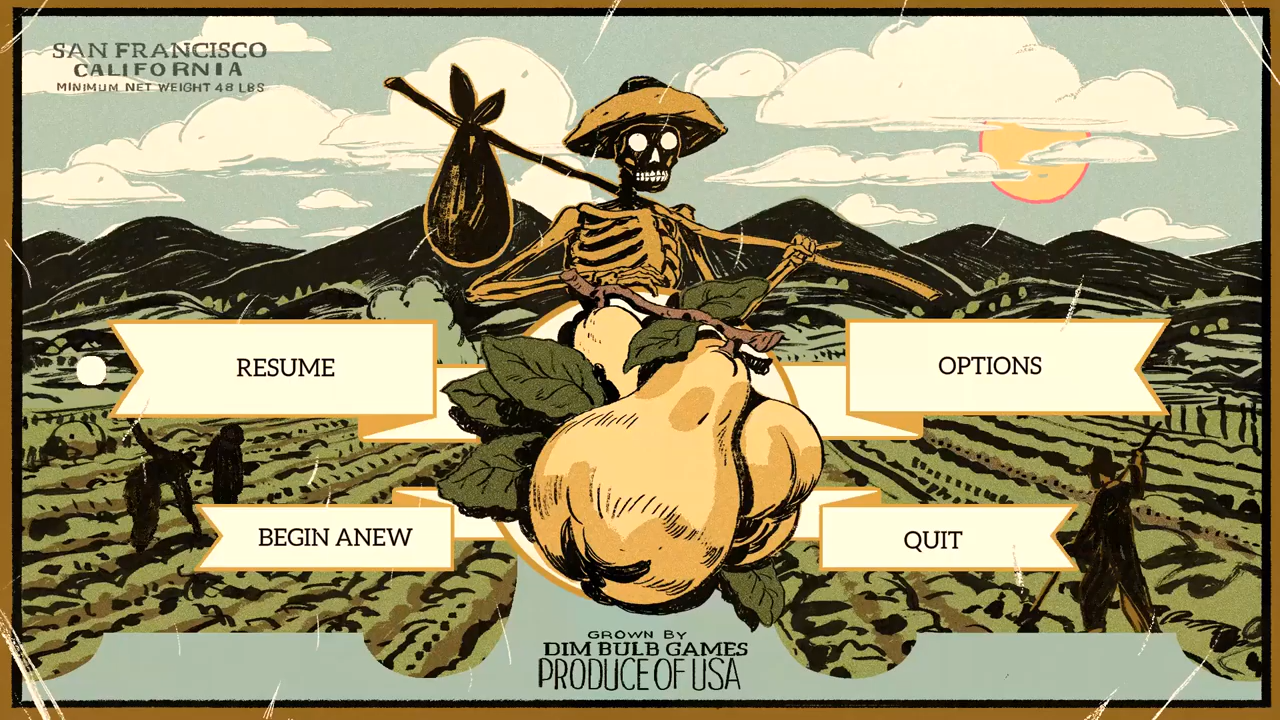 SAN FRANCISCO
CALIFORNIA
MINIMUM NET WEIGHT 48 LBS
RESUME
OPTIONS
BEGIN ANEW
QUIT
GROWN BY
DIM BULB GAMES
PRODUCE OF USA